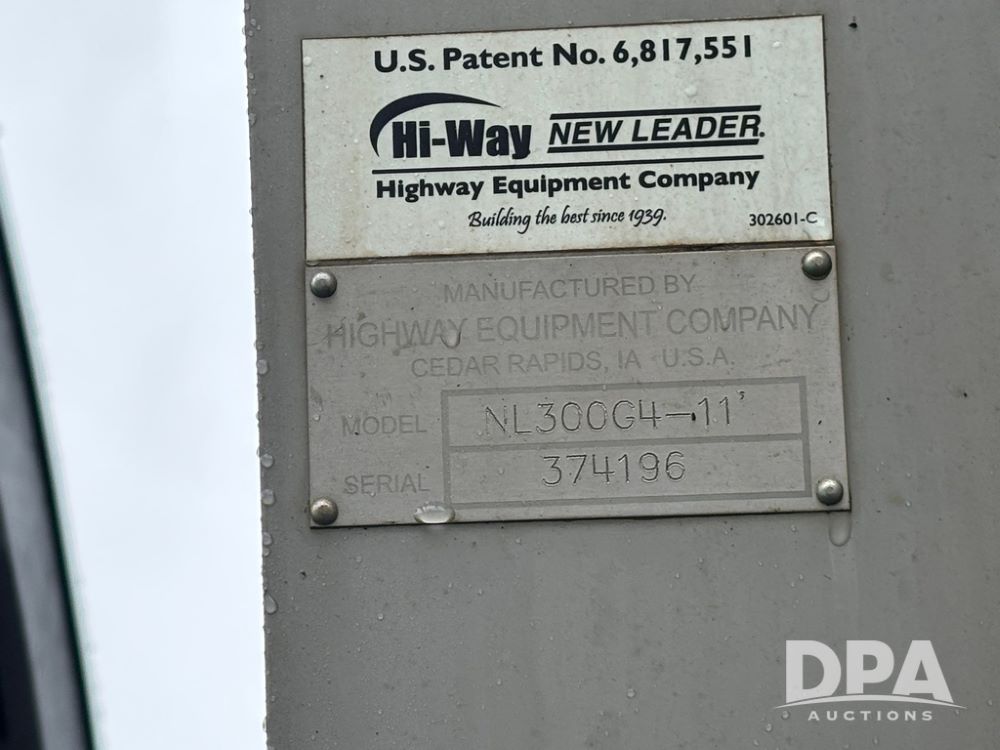 U.S. Patent No. 6,817,551
Hi-Way NEW LEADER.
Highway Equipment Company
Building the best since 1939.
302601-C
MANUFACTURED BY
HIGHWAY EQUIPMENT COMPANY
CEDAR RAPIDS, IA U.S.A.
MODEL NL300G4-11'
SERIAL 374196
DPA
AUCTIONS